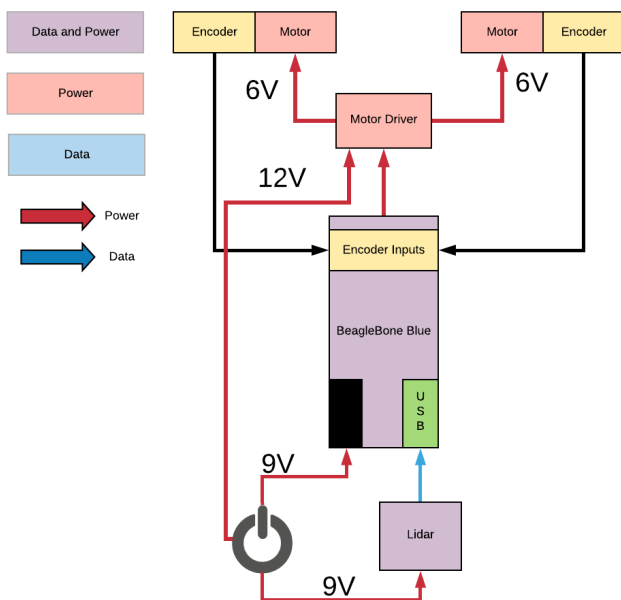 Data and Power
Encoder
Motor
Motor
Encoder
Power
6V
6V
Motor Driver
Data
12V
Power
Encoder Inputs
Data
BeagleBone Blue
U
S
B
9V
Lidar
9V